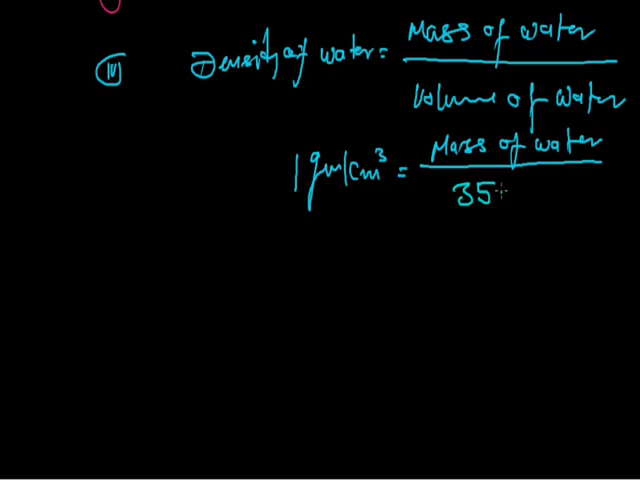 (iv) Density of water = Mass of water
Volume of water
1 gm/cm³ = Mass of water
35